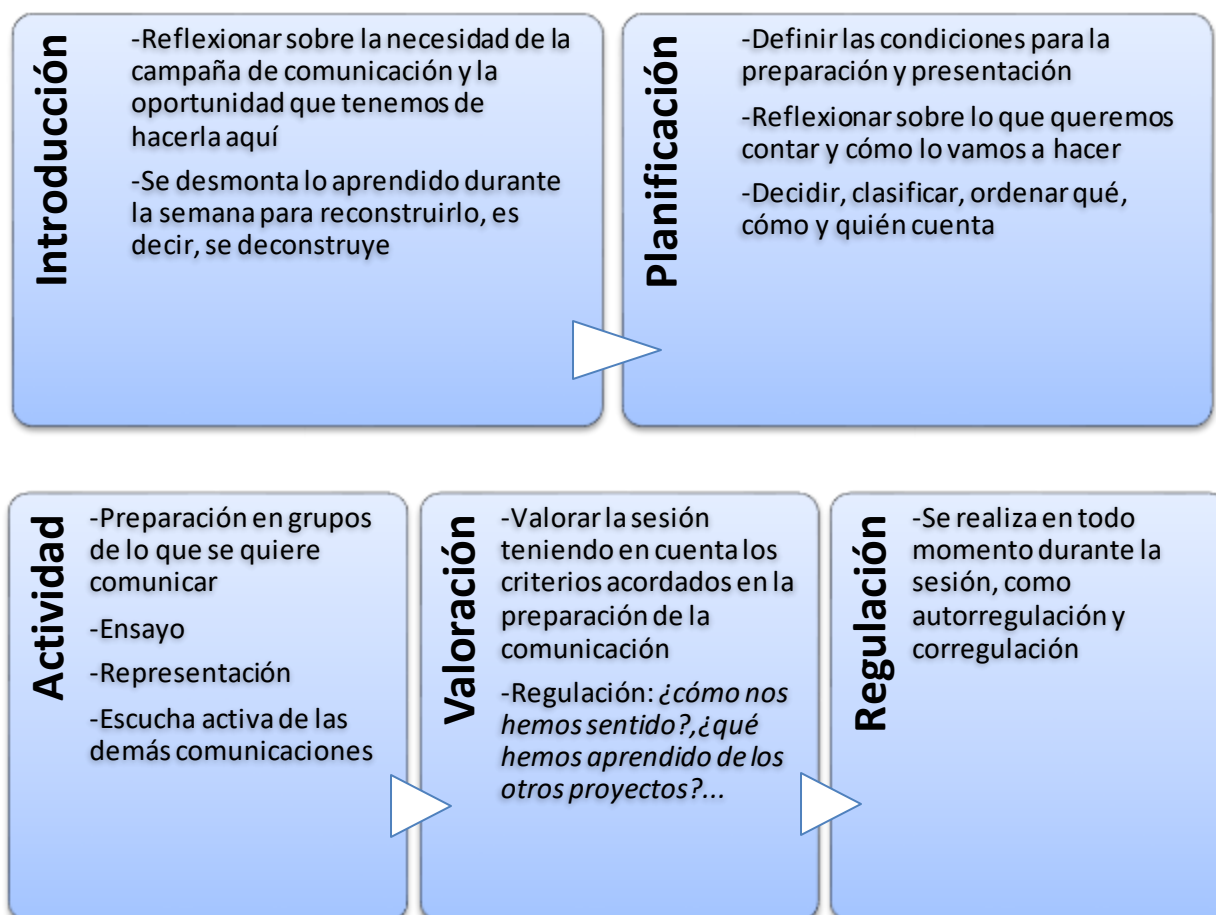 Introducción
-Reflexionar sobre la necesidad de la
campaña de comunicación y la
oportunidad que tenemos de
hacerla aquí
-Se desmonta lo aprendido durante
la semana para reconstruirlo, es
decir, se deconstruye
Planificación
-Definir las condiciones para la
preparación y presentación
-Reflexionar sobre lo que queremos
contar y cómo lo vamos a hacer
-Decidir, clasificar, ordenar qué,
cómo y quién cuenta
Actividad
-Preparación en grupos
de lo que se quiere
comunicar
-Ensayo
-Representación
-Escucha activa de las
demás comunicaciones
Valoración
-Valorar la sesión
teniendo en cuenta los
criterios acordados en la
preparación de la
comunicación
-Regulación: ¿cómo nos
hemos sentido?,¿qué
hemos aprendido de los
otros proyectos?...
Regulación
-Se realiza en todo
momento durante la
sesión, como
autorregulación y
corregulación